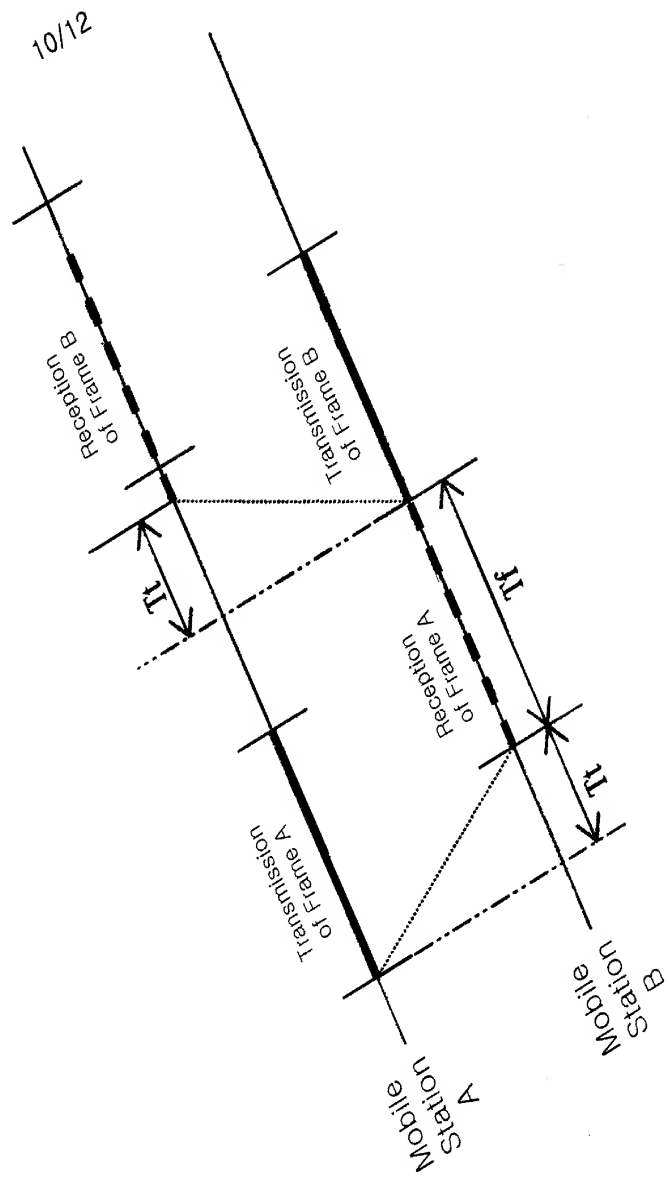 10/12
Reception
of Frame B
Tt
Transmission
of Frame B
Transmission
of Frame A
Reception
of Frame A
Tf
Tt
Mobile
Station
A
Mobile
Station
B